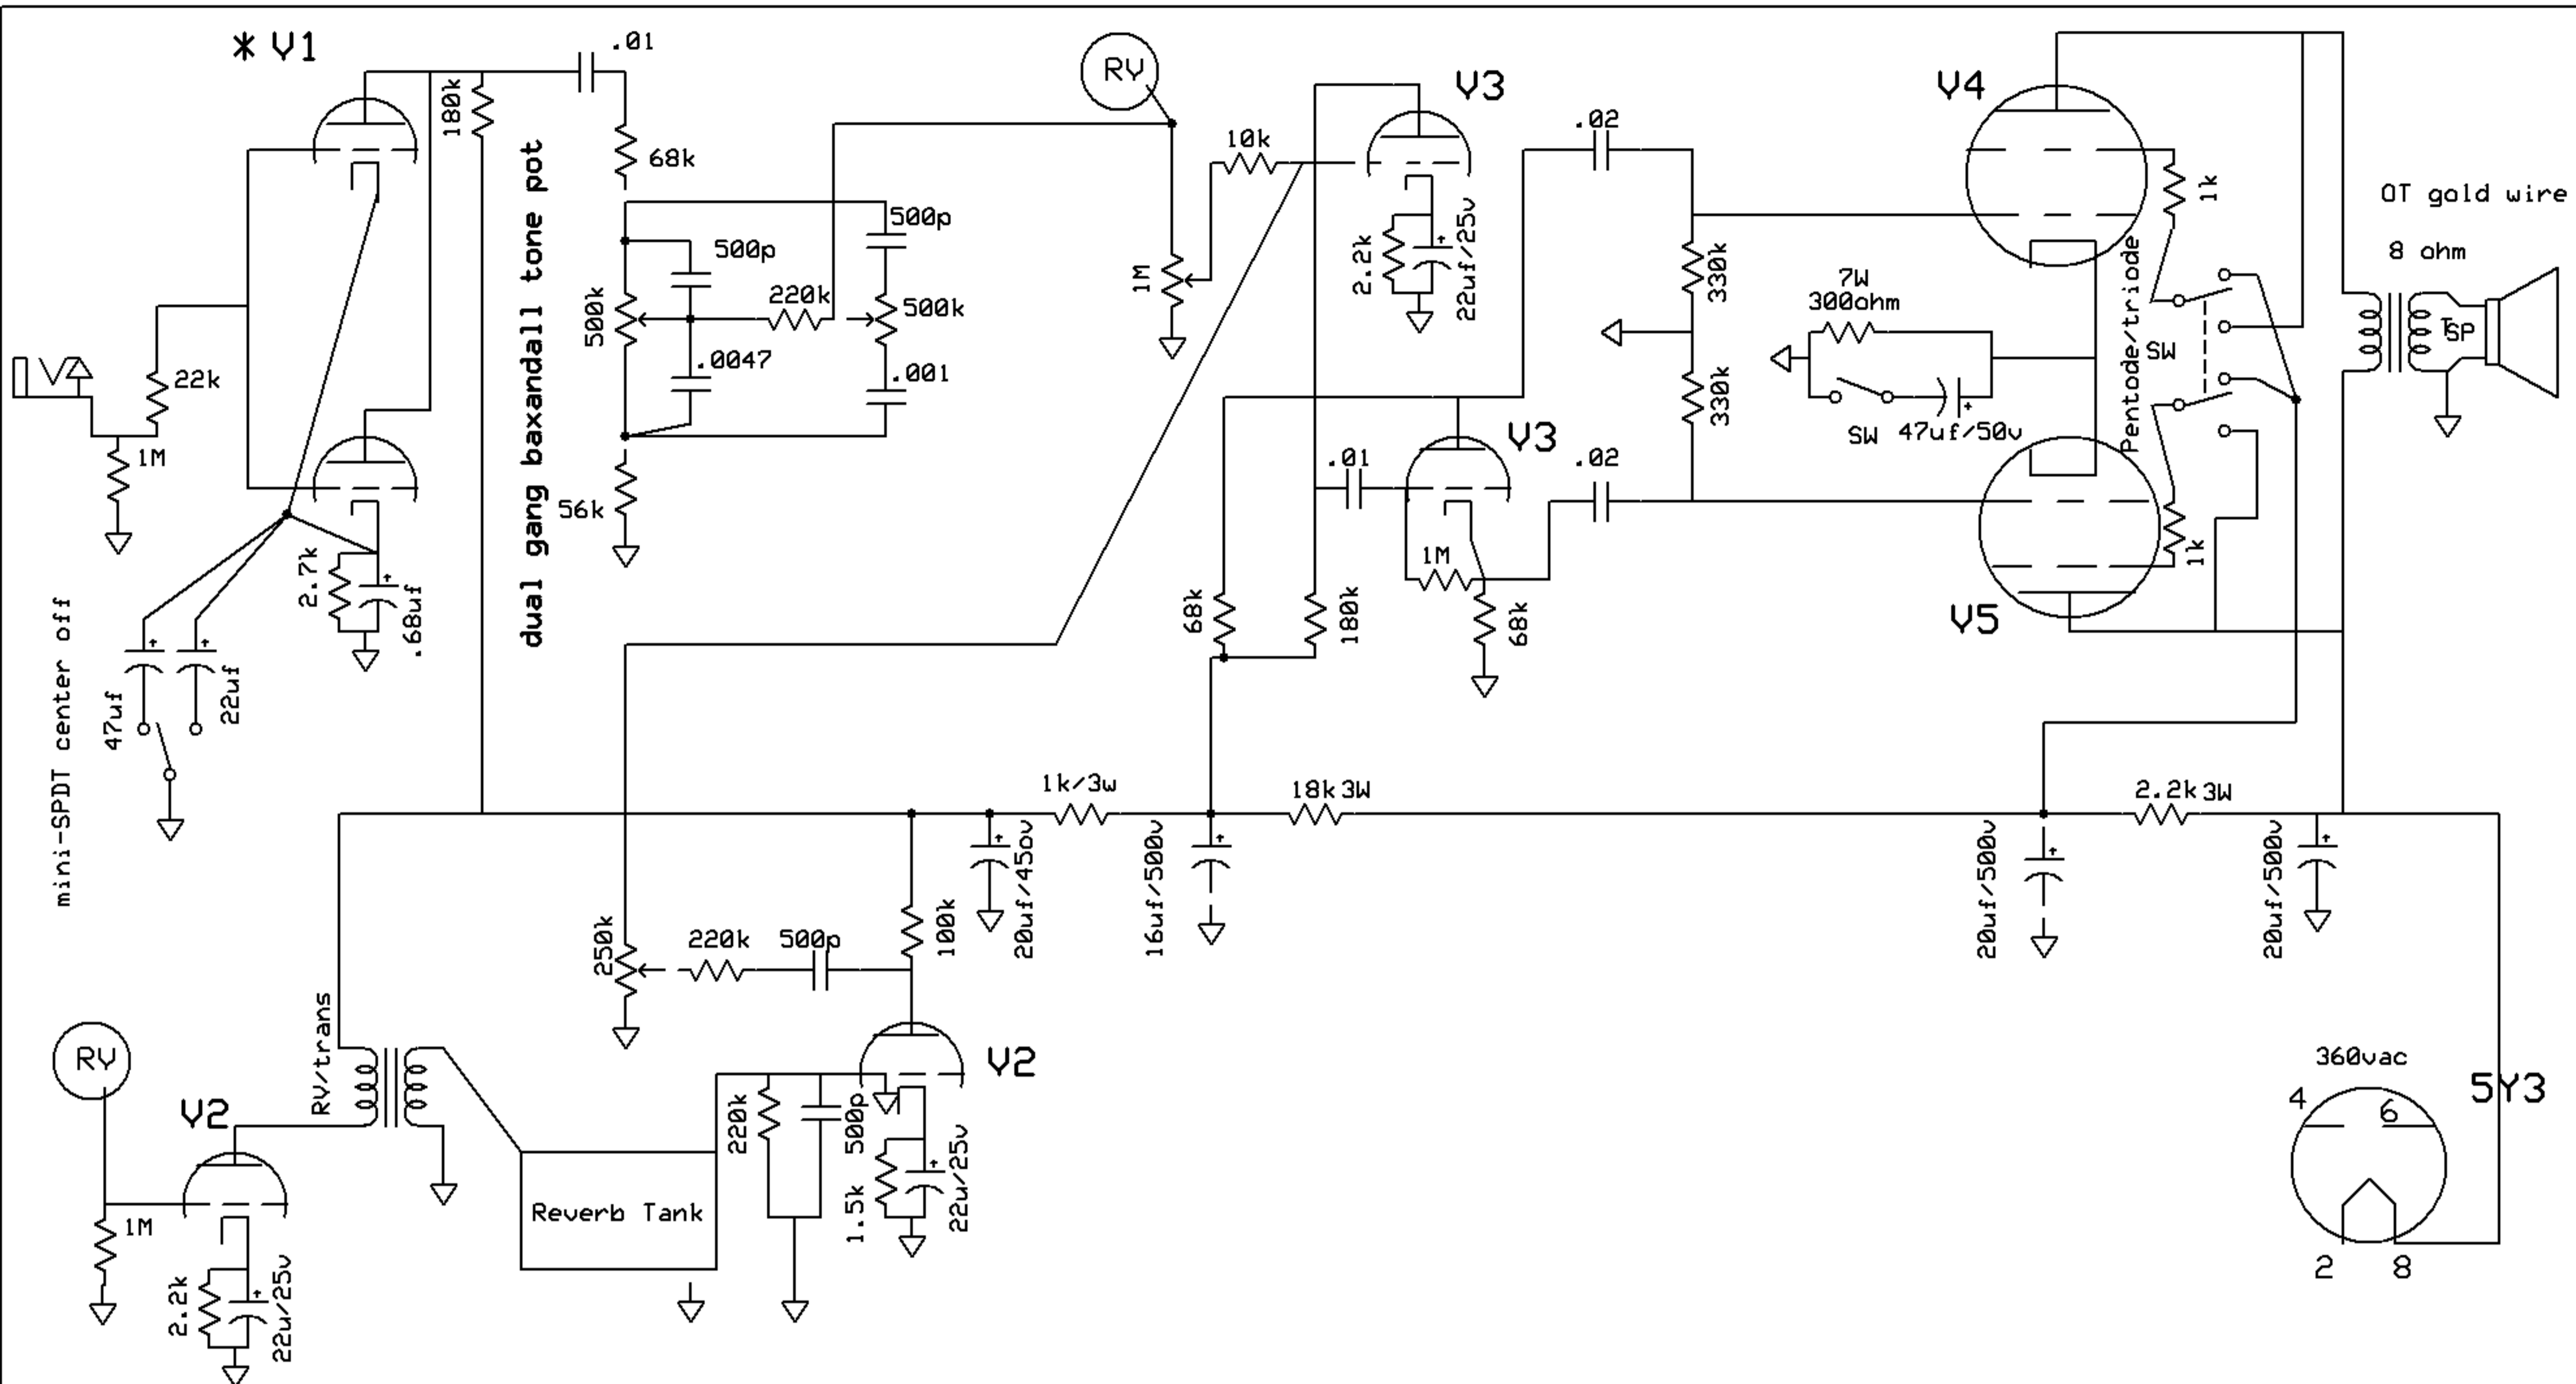 * V1
.01
180k
68k
22k
1M
2.7k
.68uf
47uf
22uf
mini-SPDT center off
dual gang baxandall tone pot
500p
500p
500k
220k
500k
.0047
.001
56k
RV
1M
10k
V3
2.2k
22uf/25v
.02
V3
.01
.02
1M
68k
180k
68k
330k
330k
V4
1k
OT gold wire
8 ohm
SP
7W
300ohm
SW
47uf/50v
Pentode/triode
SW
1k
V5
1k/3w
18k 3W
2.2k 3W
20uf/450v
16uf/500v
20uf/500v
20uf/500v
250k
220k
500p
100k
V2
RV/trans
RV
V2
1M
2.2k
22u/25v
Reverb Tank
220k
500p
1.5k
22u/25v
360vac
5Y3
4
6
2
8